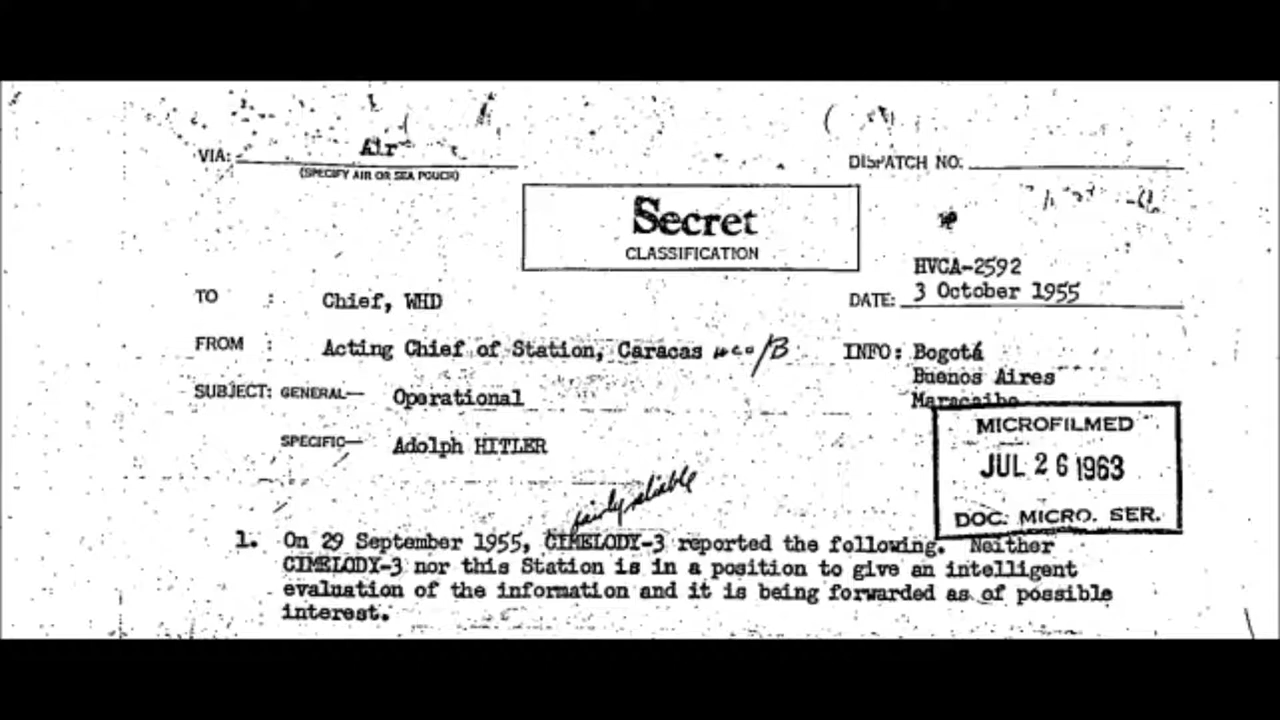 VIA: Air
(SPECIFY AIR OR SEA POUCH)
DISPATCH NO.
Secret
CLASSIFICATION
HVCA-2592
TO : Chief, WHD
DATE: 3 October 1955
FROM : Acting Chief of Station, Caracas
INFO: Bogotá
Buenos Aires
Maracaibo
SUBJECT: GENERAL— Operational
SPECIFIC— Adolph HITLER
MICROFILMED
JUL 26 1963
DOC. MICRO. SER.
fairly reliable
1. On 29 September 1955, CIMELODY-3 reported the following. Neither
CIMELODY-3 nor this Station is in a position to give an intelligent
evaluation of the information and it is being forwarded as of possible
interest.